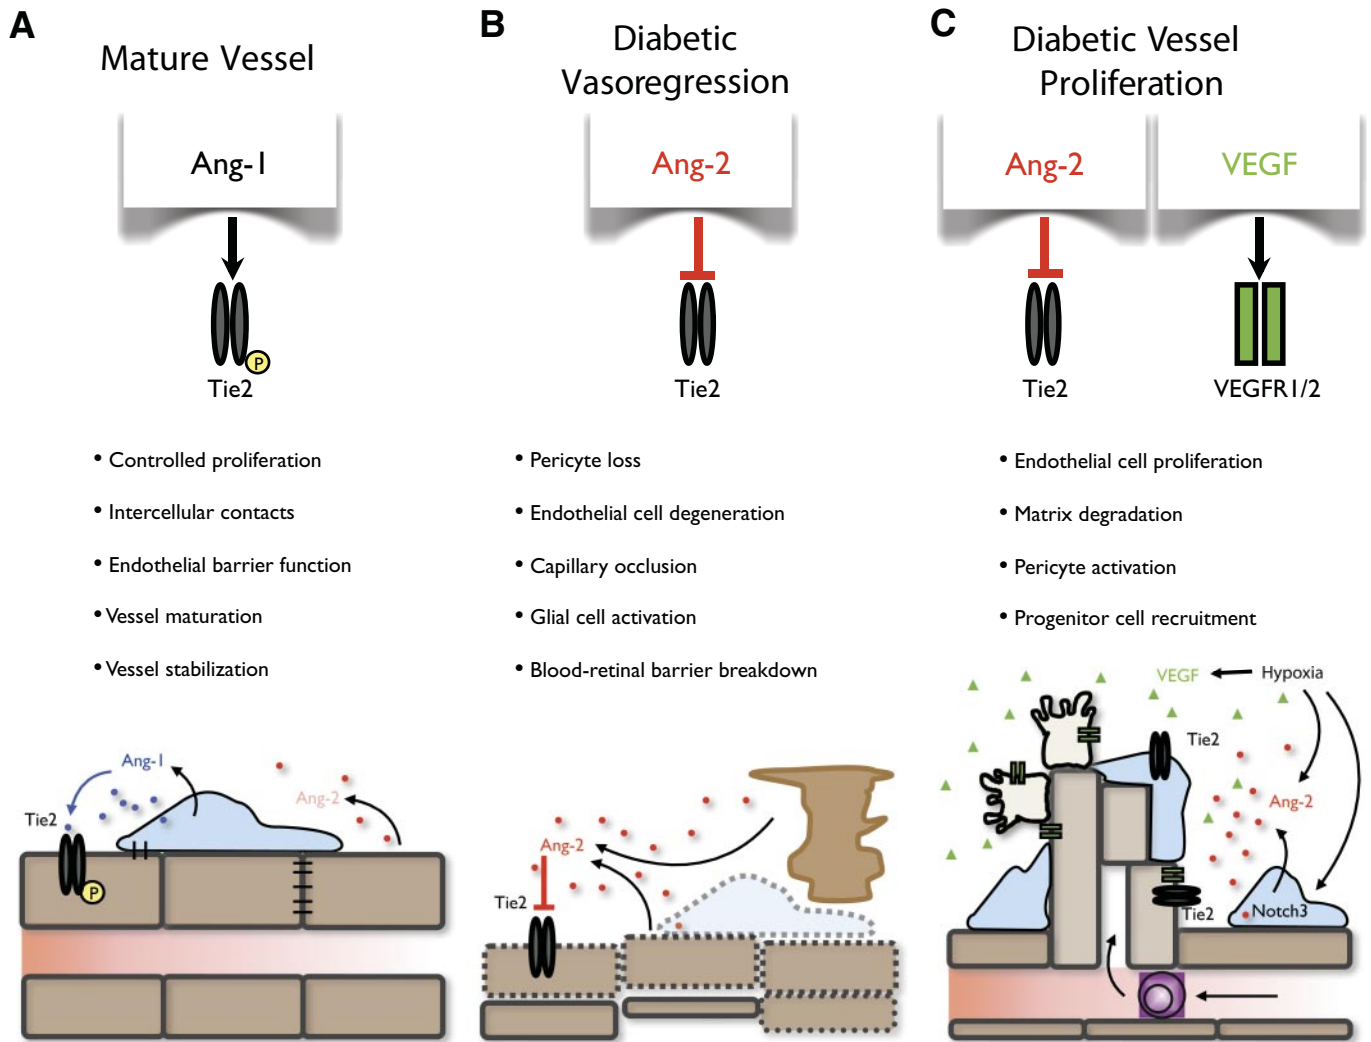 A
Mature Vessel
Ang-1
P
Tie2
• Controlled proliferation
• Intercellular contacts
• Endothelial barrier function
• Vessel maturation
• Vessel stabilization
Ang-1
Ang-2
Tie2
P
B
Diabetic
Vasoregression
Ang-2
Tie2
• Pericyte loss
• Endothelial cell degeneration
• Capillary occlusion
• Glial cell activation
• Blood-retinal barrier breakdown
Ang-2
Tie2
C
Diabetic Vessel
Proliferation
Ang-2
VEGF
Tie2
VEGFR1/2
• Endothelial cell proliferation
• Matrix degradation
• Pericyte activation
• Progenitor cell recruitment
VEGF
Hypoxia
Tie2
Ang-2
Tie2
Notch3